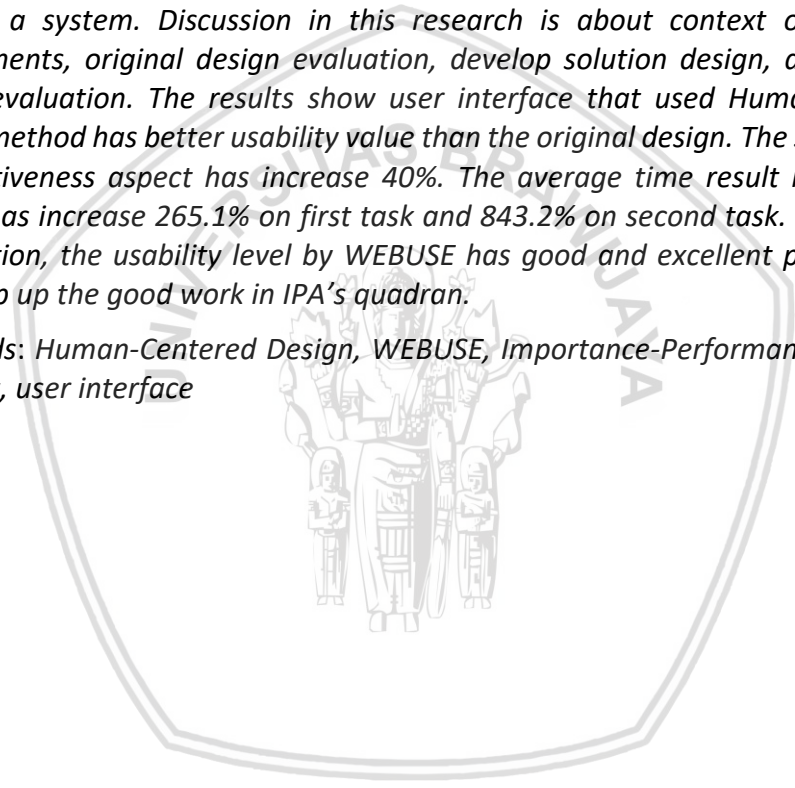 a system. Discussion in this research is about context o
ments, original design evaluation, develop solution design, a
evaluation. The results show user interface that used Huma
method has better usability value than the original design. The
tiveness aspect has increase 40%. The average time result
as increase 265.1% on first task and 843.2% on second task.
tion, the usability level by WEBUSE has good and excellent p
p up the good work in IPA's quadran.
ds: Human-Centered Design, WEBUSE, Importance-Performan
, user interface
UNIVERSITAS BRAWIJAYA